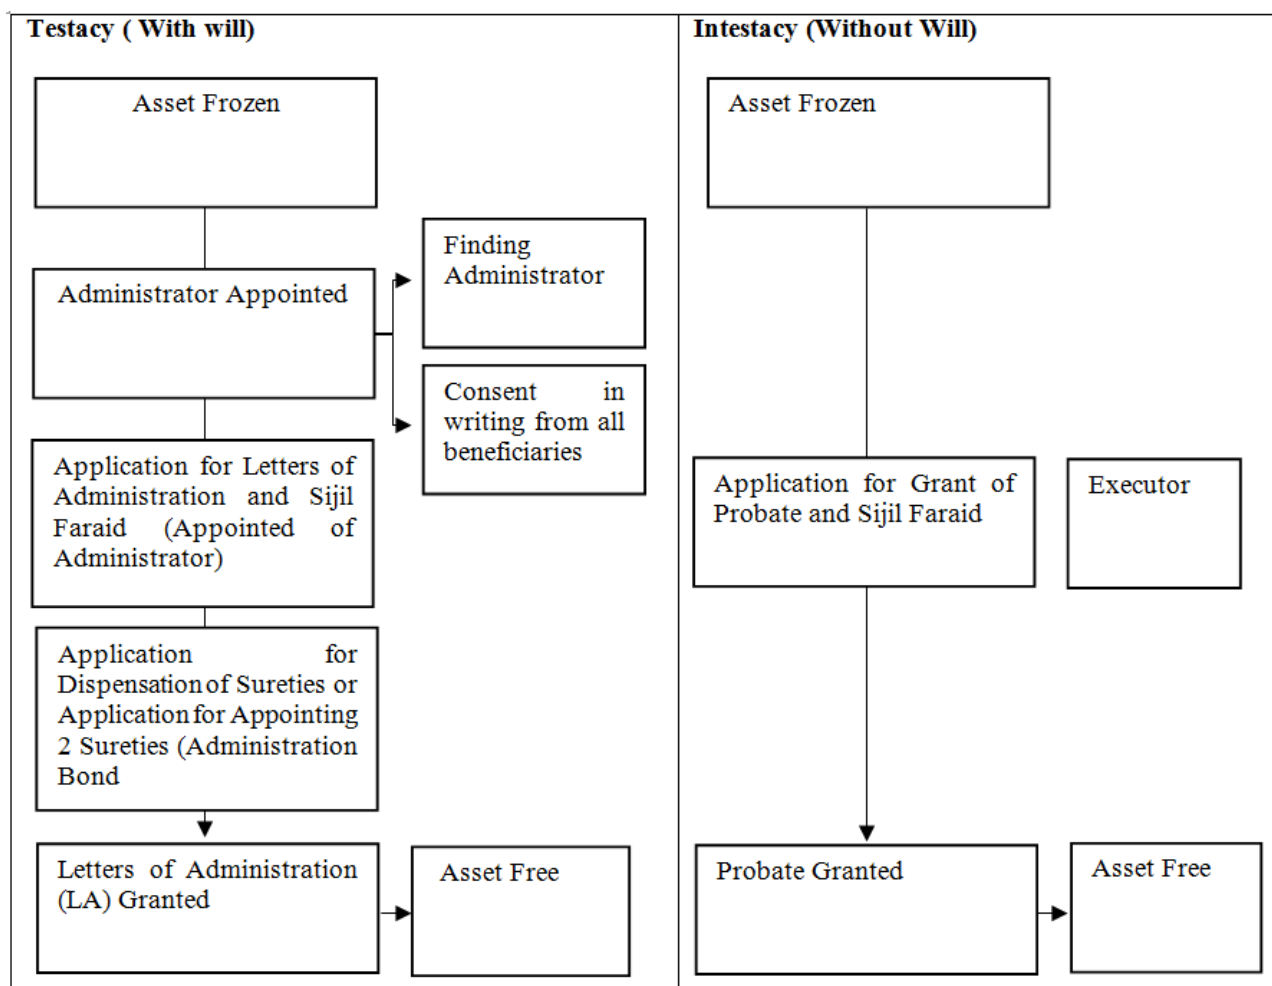 Testacy ( With will)
Asset Frozen
Administrator Appointed
Finding
Administrator
Consent in
writing from all
beneficiaries
Application for Letters of
Administration and Sijil
Faraid (Appointed of
Administrator)
Application for
Dispensation of Sureties or
Application for Appointing
2 Sureties (Administration
Bond
Letters of Administration
(LA) Granted
Asset Free
Intestacy (Without Will)
Asset Frozen
Application for Grant of
Probate and Sijil Faraid
Executor
Probate Granted
Asset Free